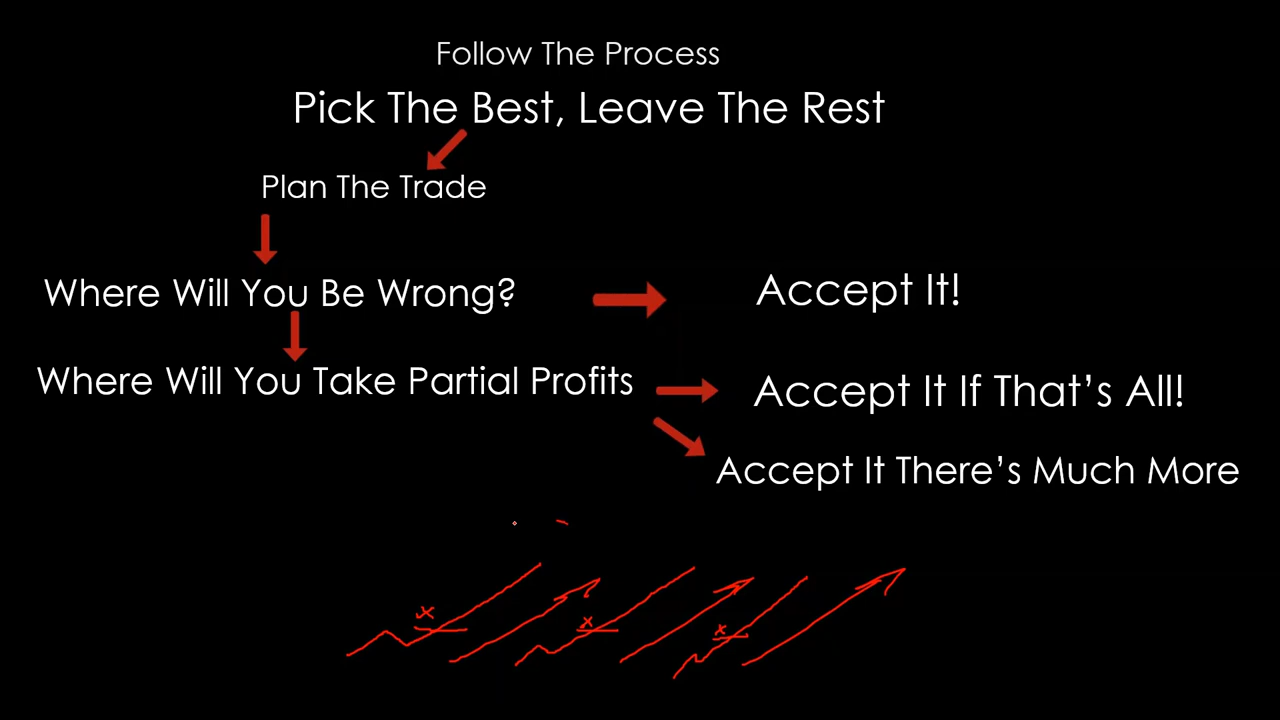 Follow The Process
Pick The Best, Leave The Rest
Plan The Trade
Where Will You Be Wrong?
Accept It!
Where Will You Take Partial Profits
Accept It If That's All!
Accept It There's Much More
x
x
x